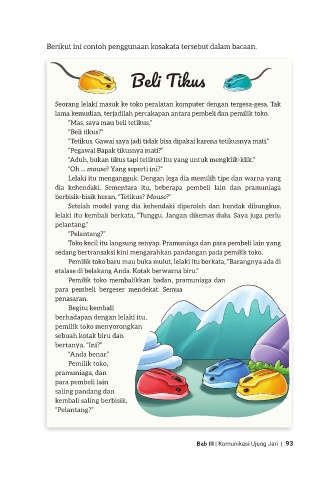 Berikut ini contoh penggunaan kosakata tersebut dalam bacaan.
Beli Tikus
Seorang lelaki masuk ke toko peralatan komputer dengan tergesa-gesa. Tak
lama kemudian, terjadilah percakapan antara pembeli dan pemilik toko.
"Mas, saya mau beli tetikus."
"Beli tikus?"
"Tetikus. Gawai saya jadi tidak bisa dipakai karena tetikusnya mati."
"Pegawai Bapak tikusnya mati?"
"Aduh, bukan tikus tapi tetikus! Itu yang untuk mengklik-klik."
"Oh ... mouse? Yang seperti ini?"
Lelaki itu mengangguk. Dengan lega dia memilih tipe dan warna yang
dia kehendaki. Sementara itu, beberapa pembeli lain dan pramuniaga
berbisik-bisik heran, "Tetikus? Mouse?"
Setelah model yang dia kehendaki diperoleh dan hendak dibungkus,
lelaki itu kembali berkata, "Tunggu. Jangan dikemas dulu. Saya juga perlu
pelantang."
"Pelantang?"
Toko kecil itu langsung senyap. Pramuniaga dan para pembeli lain yang
sedang bertransaksi kini mengarahkan pandangan pada pemilik toko.
Pemilik toko baru mau buka mulut, lelaki itu berkata, "Barangnya ada di
etalase di belakang Anda. Kotak berwarna biru."
Pemilik toko membalikkan badan, pramuniaga dan
para pembeli bergeser mendekat. Semua
penasaran.
Begitu kembali
berhadapan dengan lelaki itu,
pemilik toko menyorongkan
sebuah kotak biru dan
bertanya, "Ini?"
"Anda benar."
Pemilik toko,
pramuniaga, dan
para pembeli lain
saling pandang dan
kembali saling berbisik,
"Pelantang?"
Bab III | Komunikasi Ujung Jari | 93